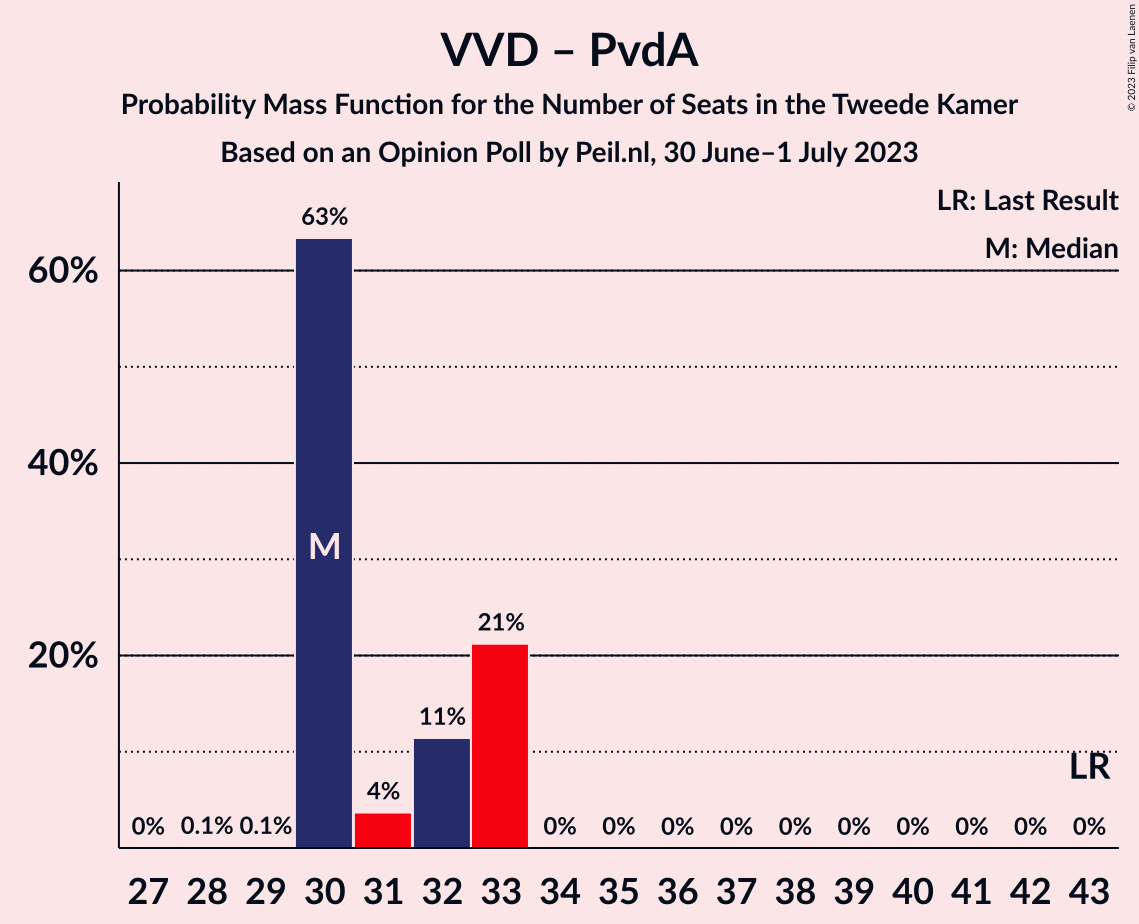 VVD – PvdA
Probability Mass Function for the Number of Seats in the Tweede Kamer
Based on an Opinion Poll by Peil.nl, 30 June–1 July 2023
© 2023 Filip van Laenen
LR: Last Result
M: Median
60%
40%
20%
0% 0.1% 0.1% 63% 4% 11% 21% 0% 0% 0% 0% 0% 0% 0% 0% 0% 0%
M
LR
27 28 29 30 31 32 33 34 35 36 37 38 39 40 41 42 43